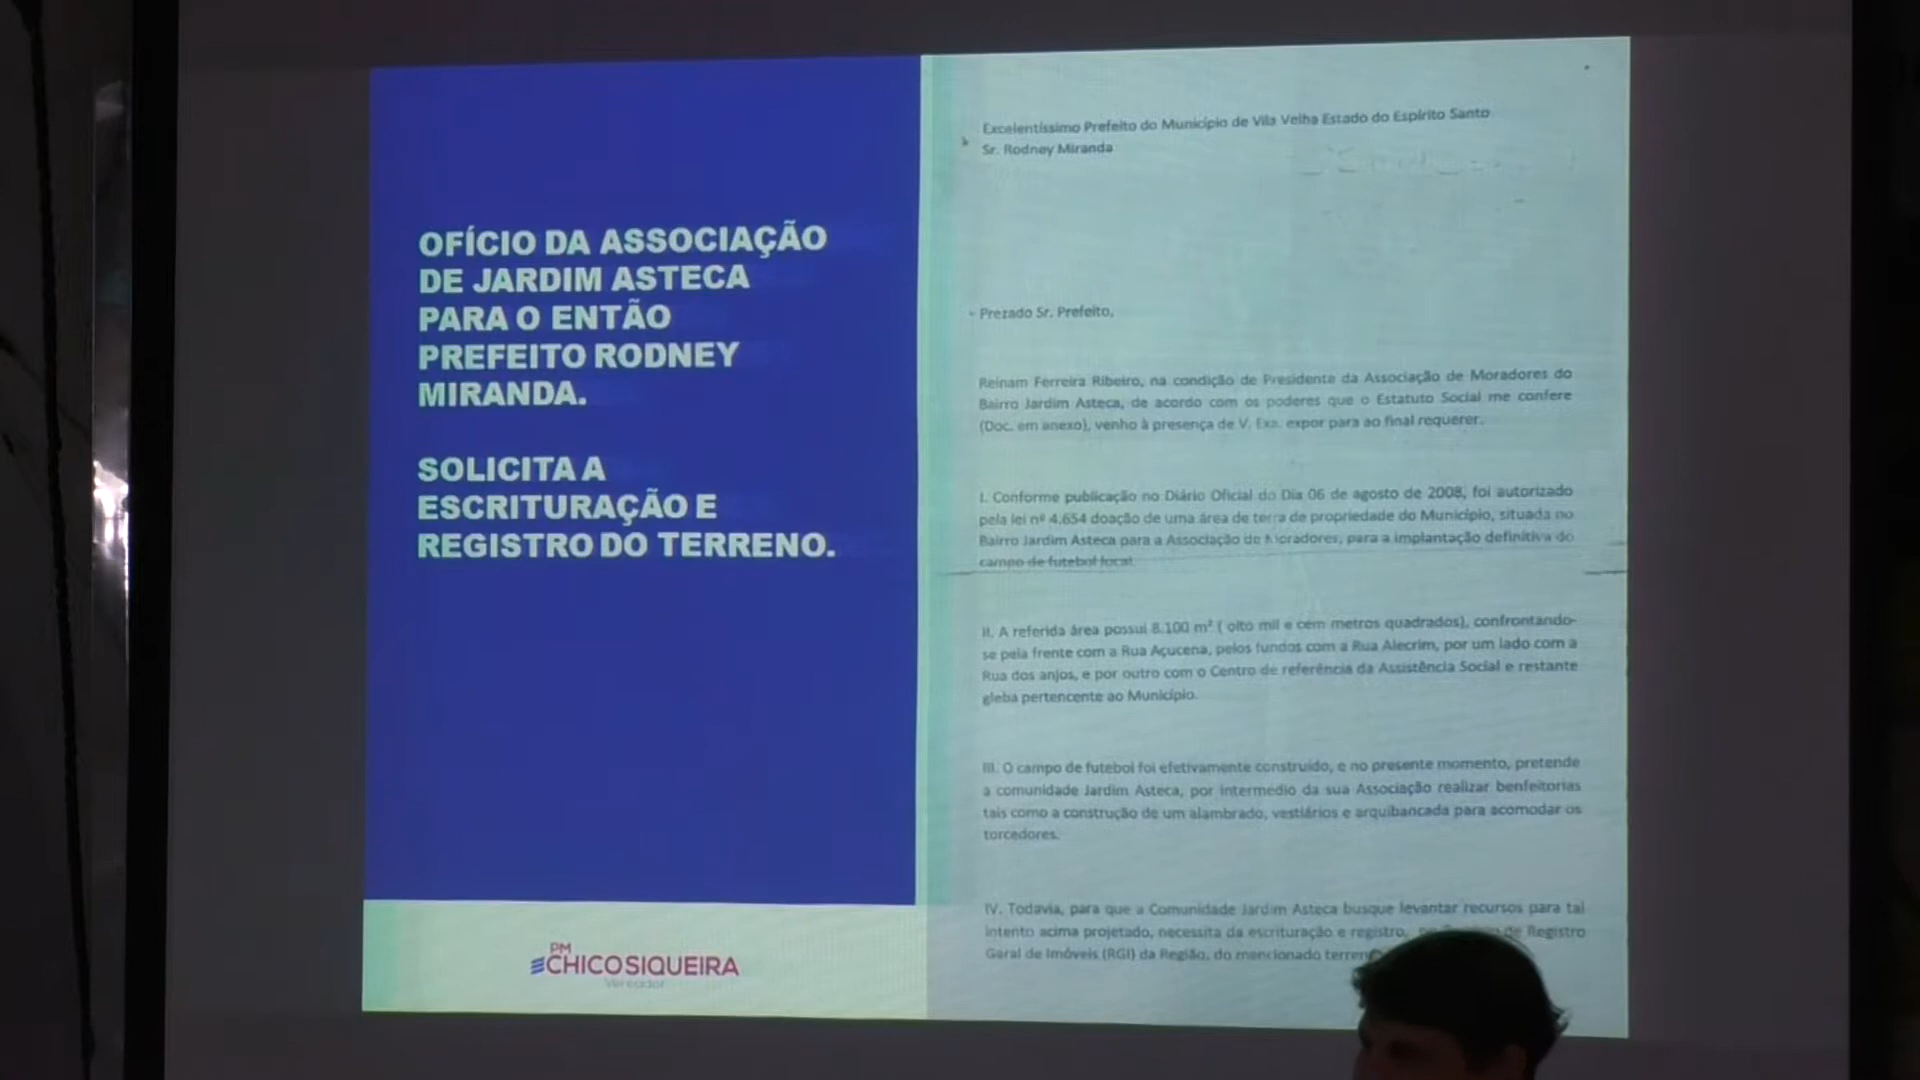 OFÍCIO DA ASSOCIAÇÃO
DE JARDIM ASTECA
PARA O ENTÃO
PREFEITO RODNEY
MIRANDA.
SOLICITA A
ESCRITURAÇÃO E
REGISTRO DO TERRENO.
PM
CHICO SIQUEIRA
Vereador
Excelentíssimo Prefeito do Município de Vila Velha Estado do Espírito Santo
Sr. Rodney Miranda
Prezado Sr. Prefeito,
Reinam Ferreira Ribeiro, na condição de Presidente da Associação de Moradores do
Bairro Jardim Asteca, de acordo com os poderes que o Estatuto Social me confere
(Doc. em anexo), venho à presença de V. Exa. expor para ao final requerer.
I. Conforme publicação no Diário Oficial do Dia 06 de agosto de 2008, foi autorizado
pela lei nº 4.654 doação de uma área de terra de propriedade do Município, situada no
Bairro Jardim Asteca para a Associação de Moradores, para a implantação definitiva do
campo de futebol local.
II. A referida área possui 8.100 m² ( oito mil e cem metros quadrados), confrontando-
se pela frente com a Rua Açucena, pelos fundos com a Rua Alecrim, por um lado com a
Rua dos anjos, e por outro com o Centro de referência da Assistência Social e restante
gleba pertencente ao Município.
III. O campo de futebol foi efetivamente construído, e no presente momento, pretende
a comunidade Jardim Asteca, por intermédio da sua Associação realizar benfeitorias
tais como a construção de um alambrado, vestiários e arquibancada para acomodar os
torcedores.
IV. Todavia, para que a Comunidade Jardim Asteca busque levantar recursos para tal
intento acima projetado, necessita da escrituração e registro, de Registro
Geral de Imóveis (RGI) da Região, do mencionado